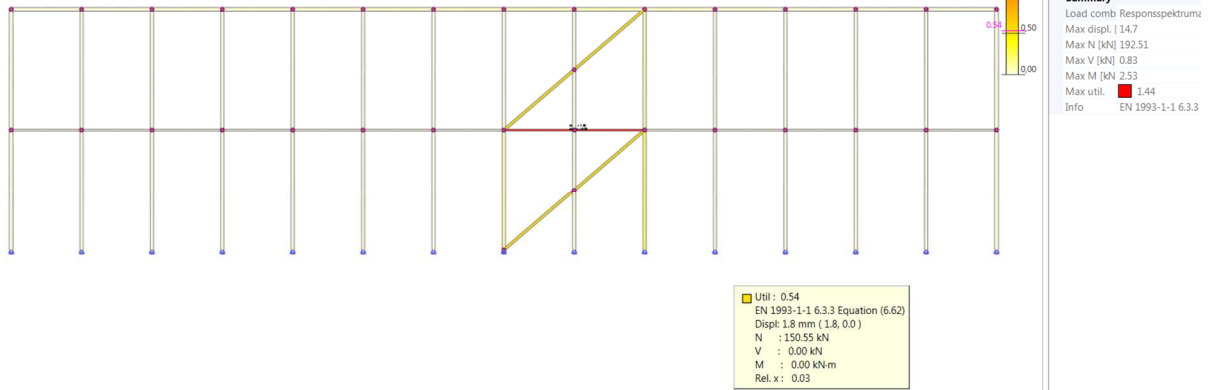 Summary
Load comb Responsspektruma
Max displ. [ 14.7
Max N [kN] 192.51
Max V [kN] 0.83
Max M [kN 2.53
Max util. 1.44
Info EN 1993-1-1 6.3.3
0.54
0.50
0.00
Util : 0.54
EN 1993-1-1 6.3.3 Equation (6.62)
Displ: 1.8 mm ( 1.8, 0.0 )
N : 150.55 kN
V : 0.00 kN
M : 0.00 kN·m
Rel. x : 0.03